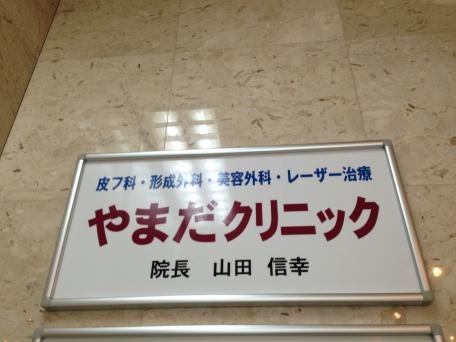 皮フ科・形成外科・美容外科・レーザー治療
やまだクリニック
院長 山田 信幸